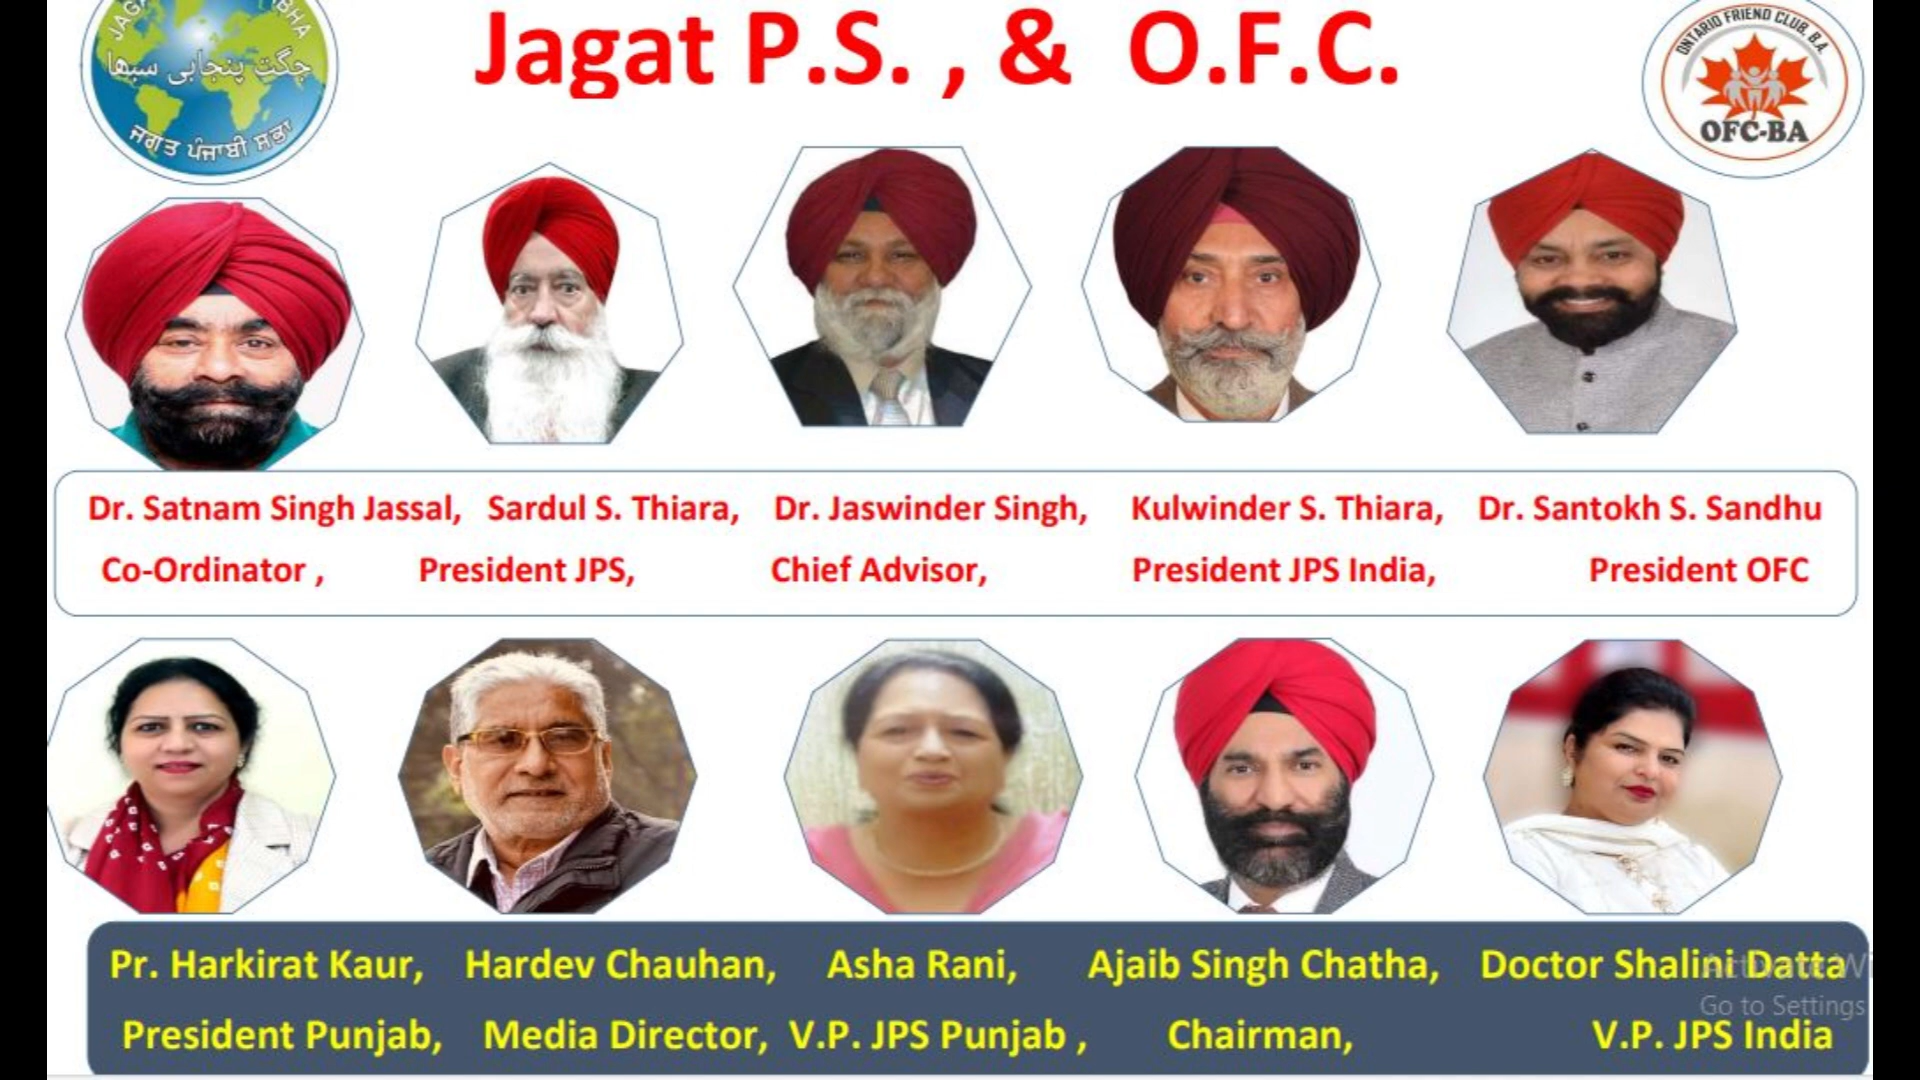 Jagat P.S. , & O.F.C.
جگت پنجابی سبھا
ਜਗਤ ਪੰਜਾਬੀ ਸਭਾ
ONTARIO FRIEND CLUB, B.A.
OFC-BA
Dr. Satnam Singh Jassal, Sardul S. Thiara, Dr. Jaswinder Singh, Kulwinder S. Thiara, Dr. Santokh S. Sandhu
Co-Ordinator , President JPS, Chief Advisor, President JPS India, President OFC
Pr. Harkirat Kaur, Hardev Chauhan, Asha Rani, Ajaib Singh Chatha, Doctor Shalini Datta
Go to Settings
President Punjab, Media Director, V.P. JPS Punjab , Chairman, V.P. JPS India